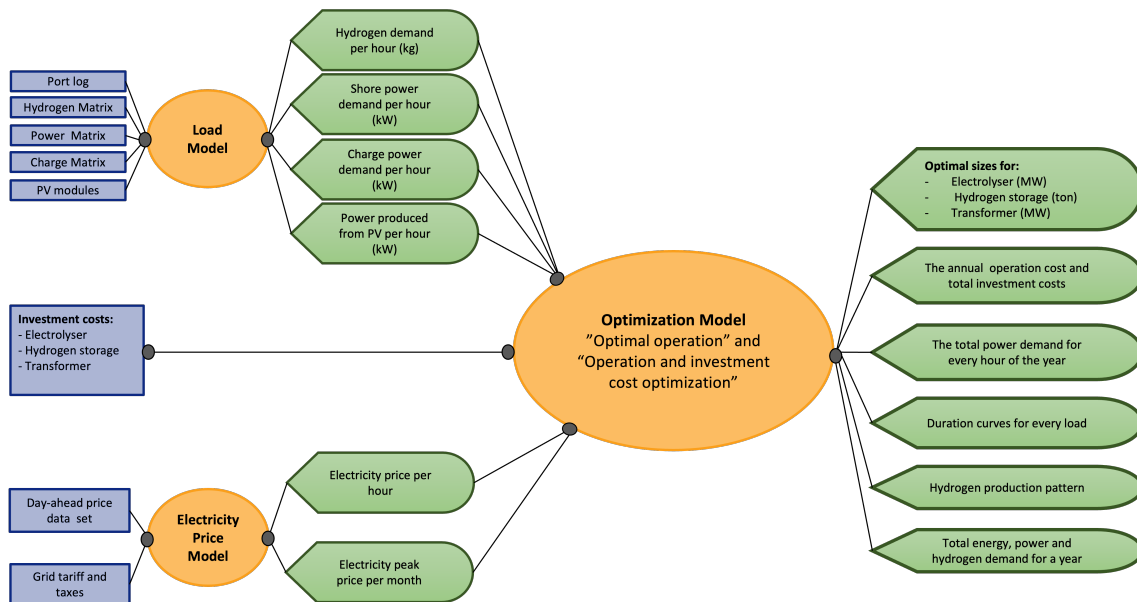 Port log
Hydrogen Matrix
Power  Matrix
Charge Matrix
PV modules
Load
Model
Hydrogen demand
per hour (kg)
Shore power
demand per hour
(kW)
Charge power
demand per hour
(kW)
Power produced
from PV per hour
(kW)
Investment costs:
- Electrolyser
- Hydrogen storage
- Transformer
Day-ahead price
data  set
Grid tariff and
taxes
Electricity
Price
Model
Electricity price per
hour
Electricity peak
price per month
Optimization Model
”Optimal operation” and
“Operation and investment
cost optimization”
Optimal sizes for:
- Electrolyser (MW)
- Hydrogen storage (ton)
- Transformer (MW)
The annual  operation cost and
total investment costs
The total power demand for
every hour of the year
Duration curves for every load
Hydrogen production pattern
Total energy, power and
hydrogen demand for a year